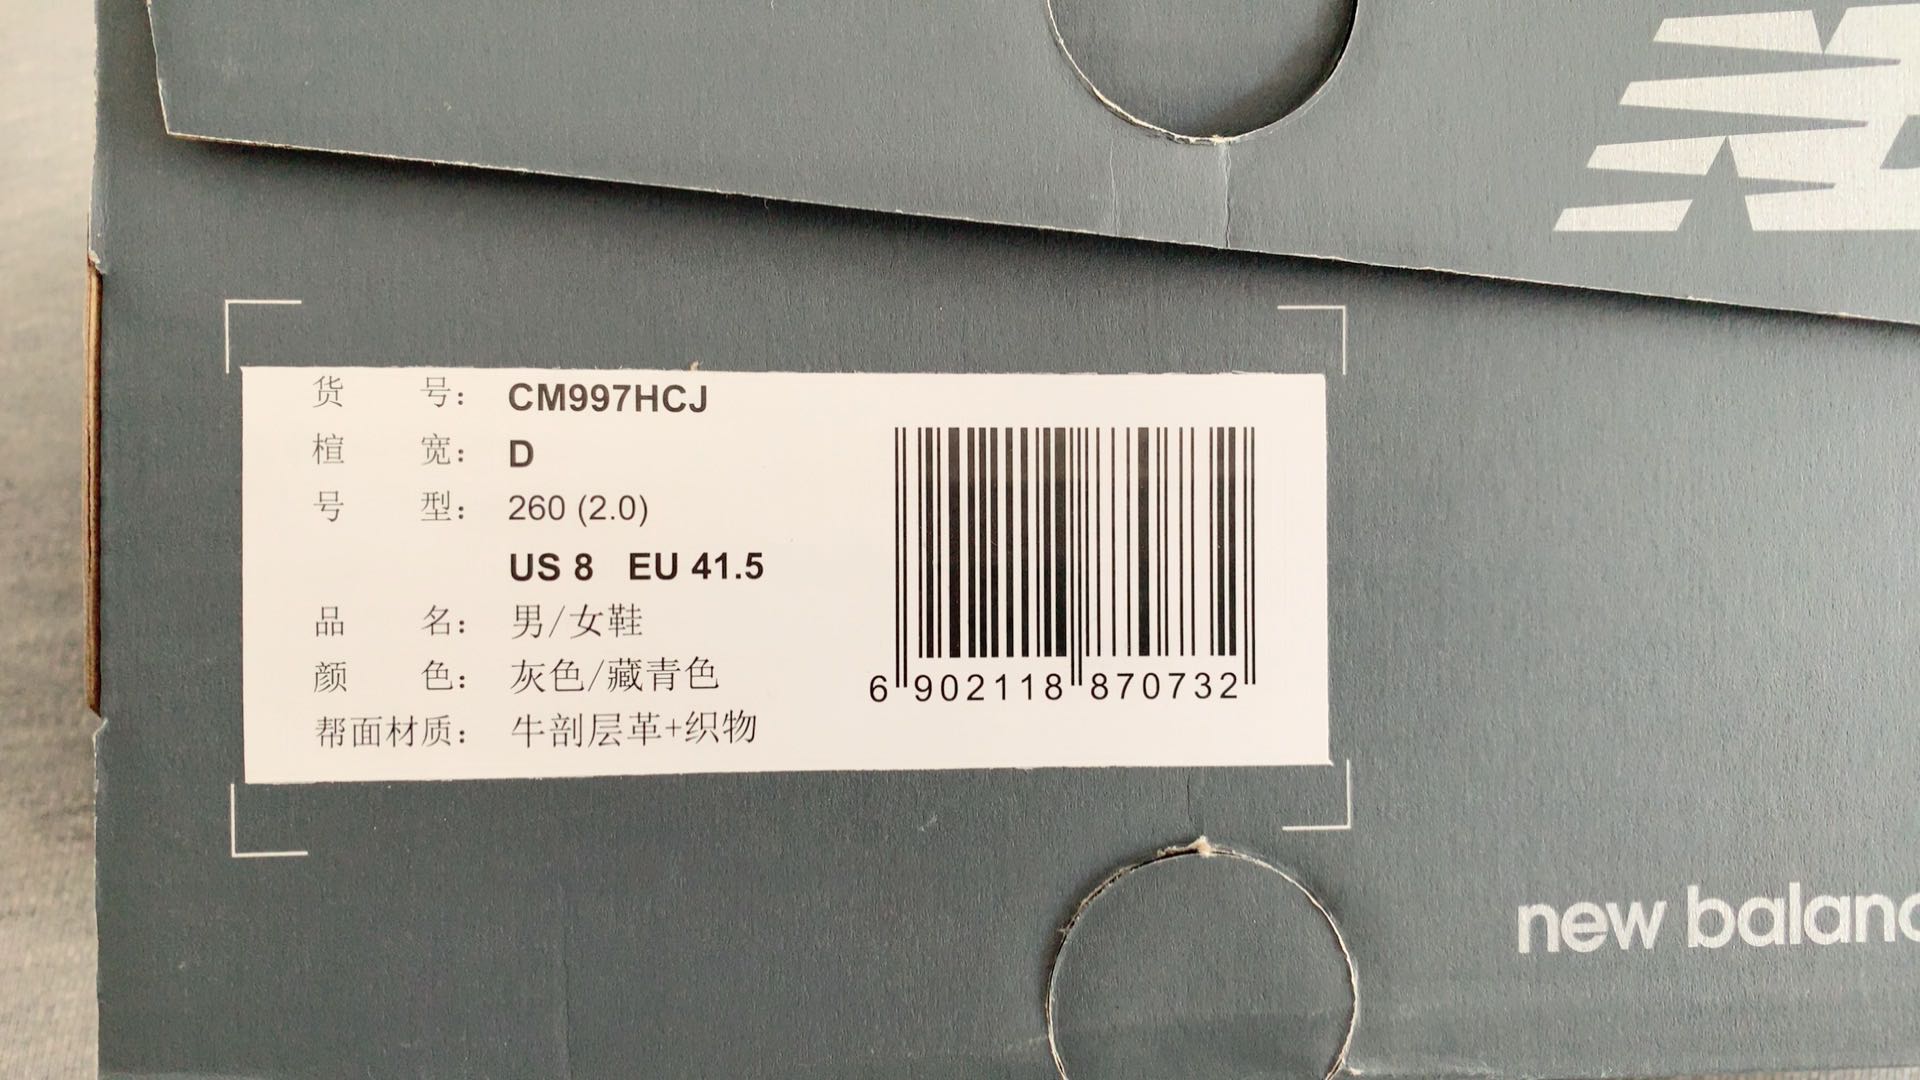 货 号： CM997HCJ
楦 宽： D
号 型： 260 (2.0)
US 8 EU 41.5
品 名： 男/女鞋
颜 色： 灰色/藏青色
帮面材质： 牛剖层革+织物
6 902118 870732
new balanc